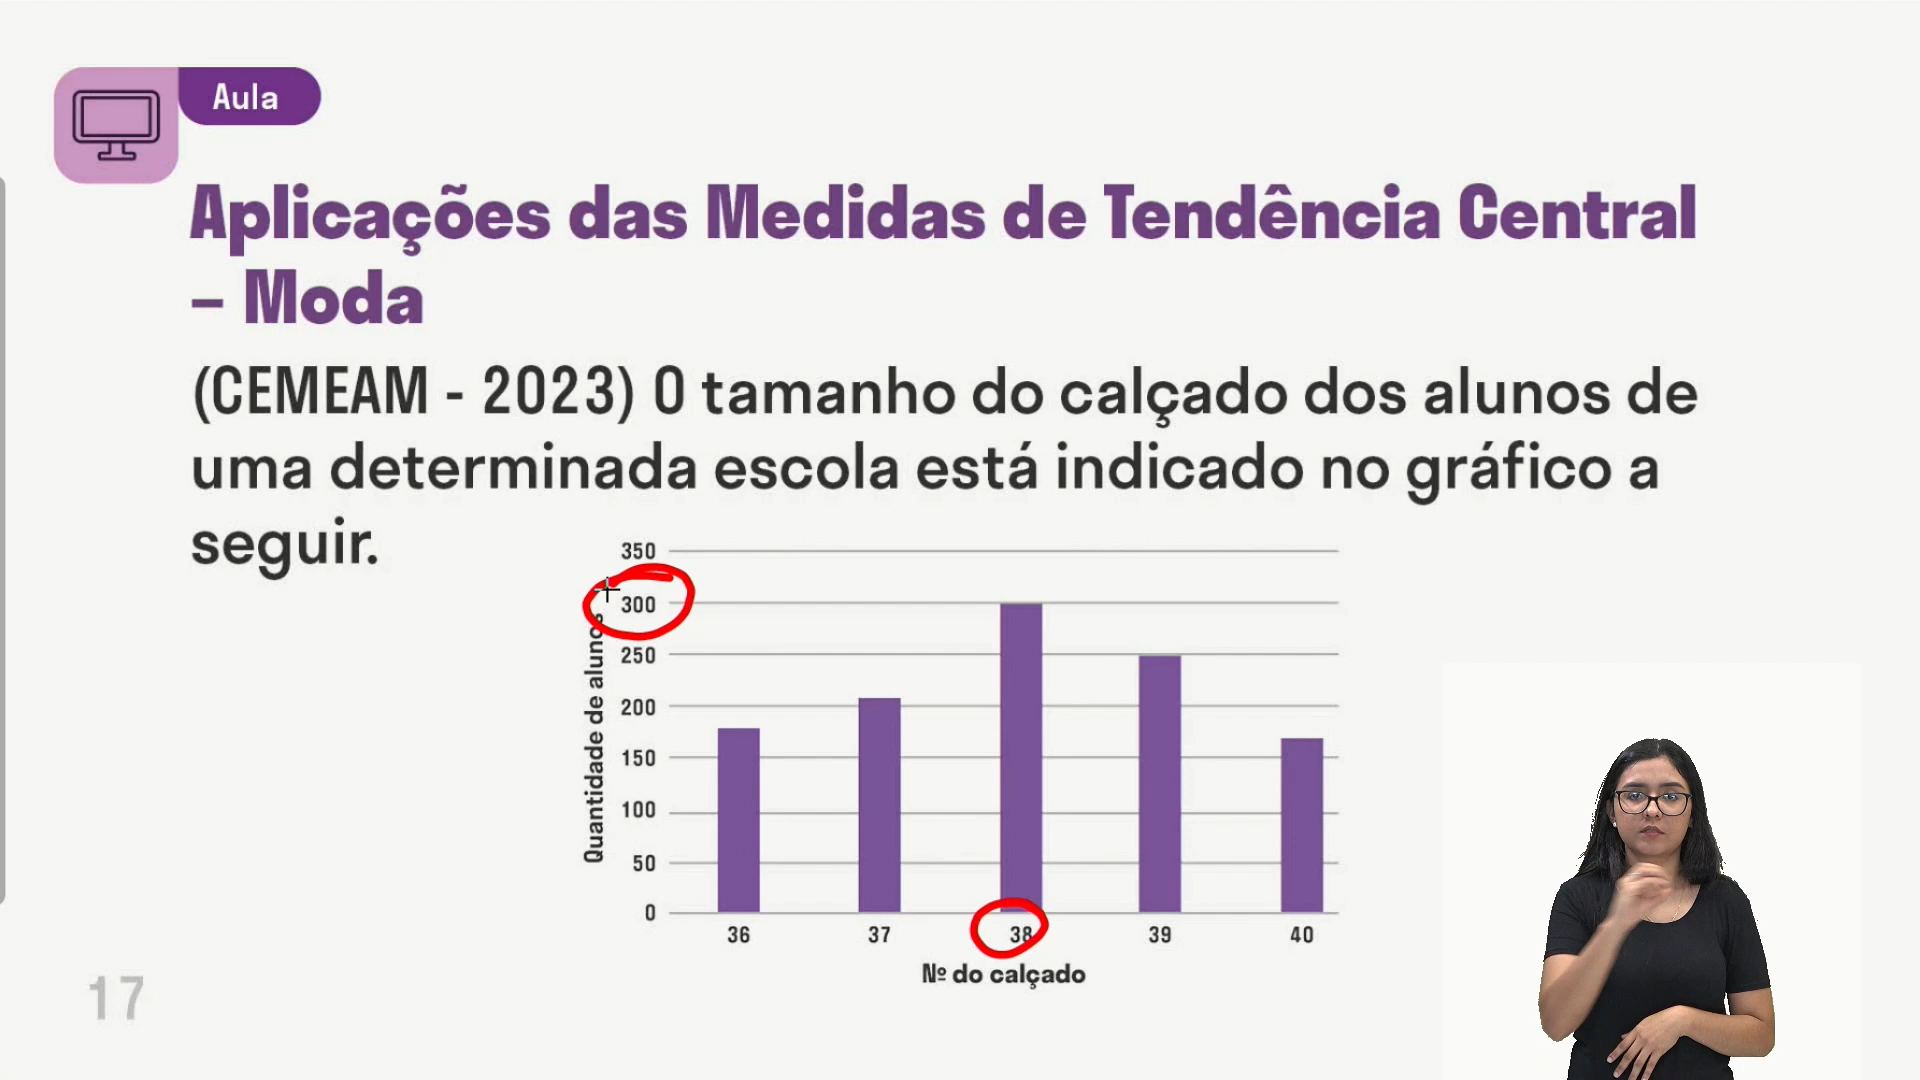 Aula
Aplicações das Medidas de Tendência Central
– Moda
(CEMEAM - 2023) O tamanho do calçado dos alunos de
uma determinada escola está indicado no gráfico a
seguir.
350
300
250
200
150
100
50
0
Quantidade de alunos
36 37 38 39 40
Nº do calçado
17